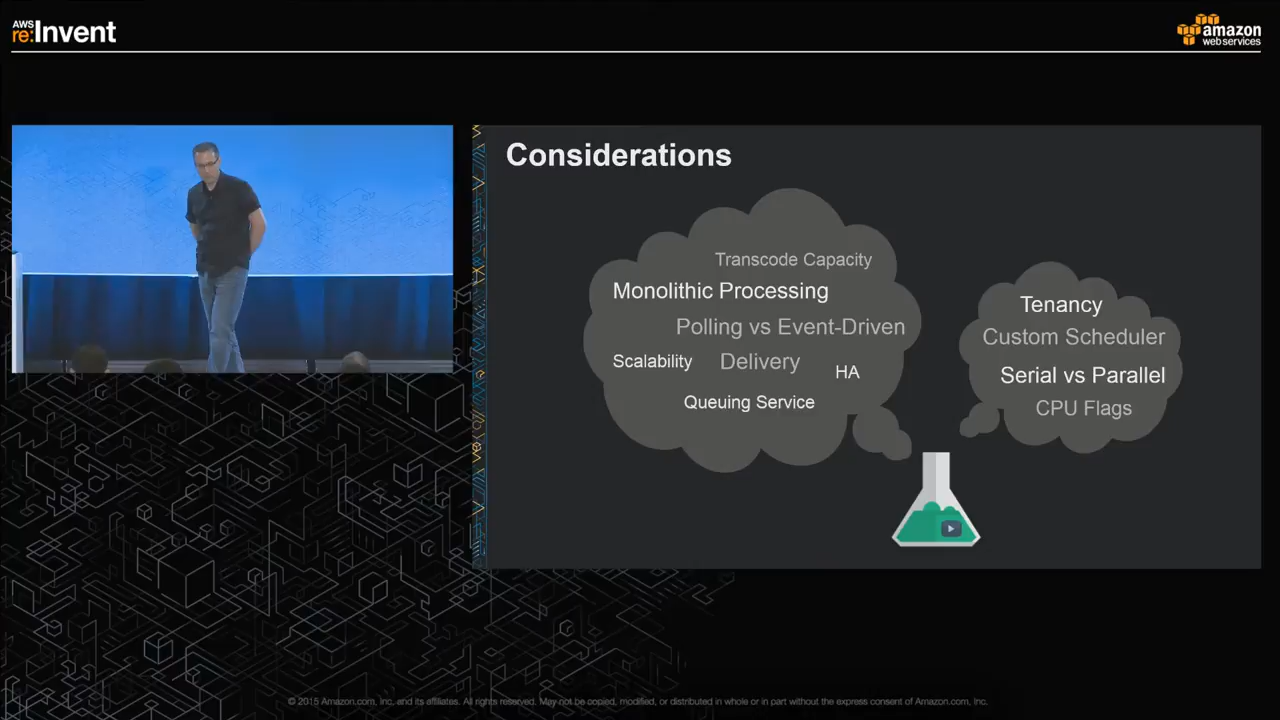 AWS
re:Invent
amazon
web services
Considerations
Transcode Capacity
Monolithic Processing
Polling vs Event-Driven
Scalability
Delivery
HA
Queuing Service
Tenancy
Custom Scheduler
Serial vs Parallel
CPU Flags
© 2015 Amazon.com, Inc. and its affiliates. All rights reserved. May not be copied, modified, or distributed in whole or in part without the express consent of Amazon.com, Inc.